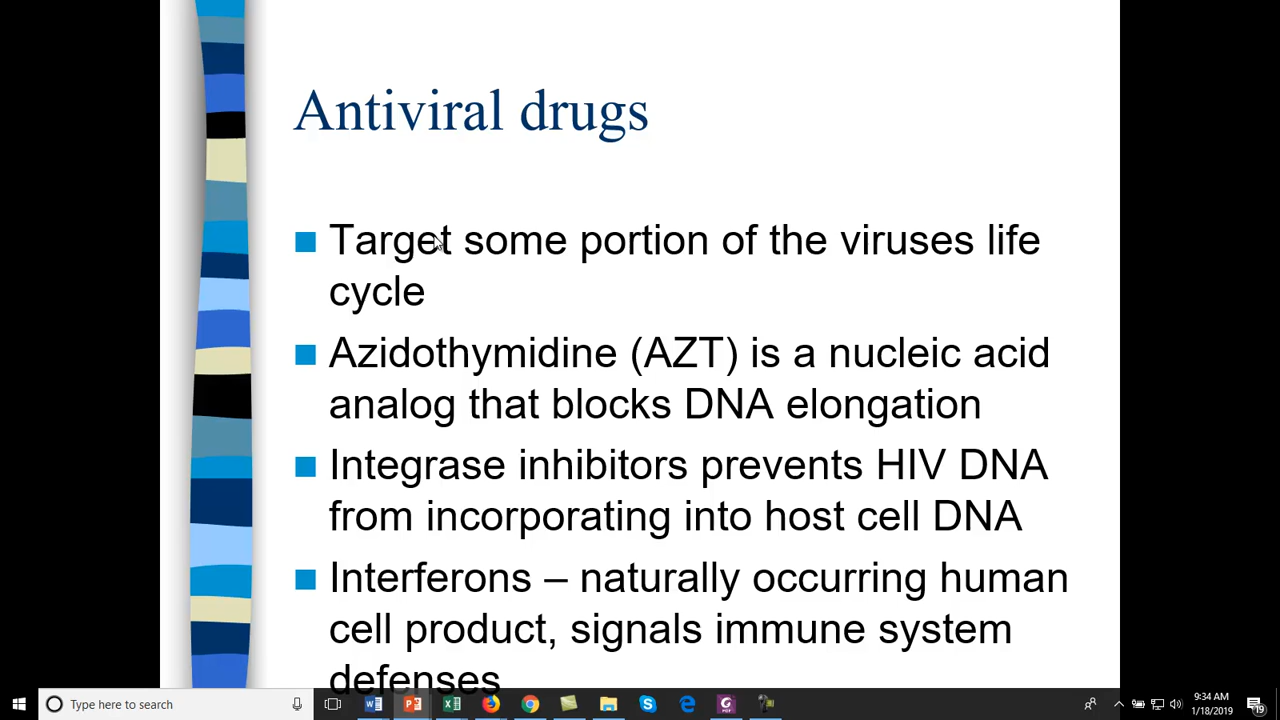 Antiviral drugs
Target some portion of the viruses life
cycle
Azidothymidine (AZT) is a nucleic acid
analog that blocks DNA elongation
Integrase inhibitors prevents HIV DNA
from incorporating into host cell DNA
Interferons – naturally occurring human
cell product, signals immune system
defenses
Type here to search
9:34 AM
1/18/2019
19